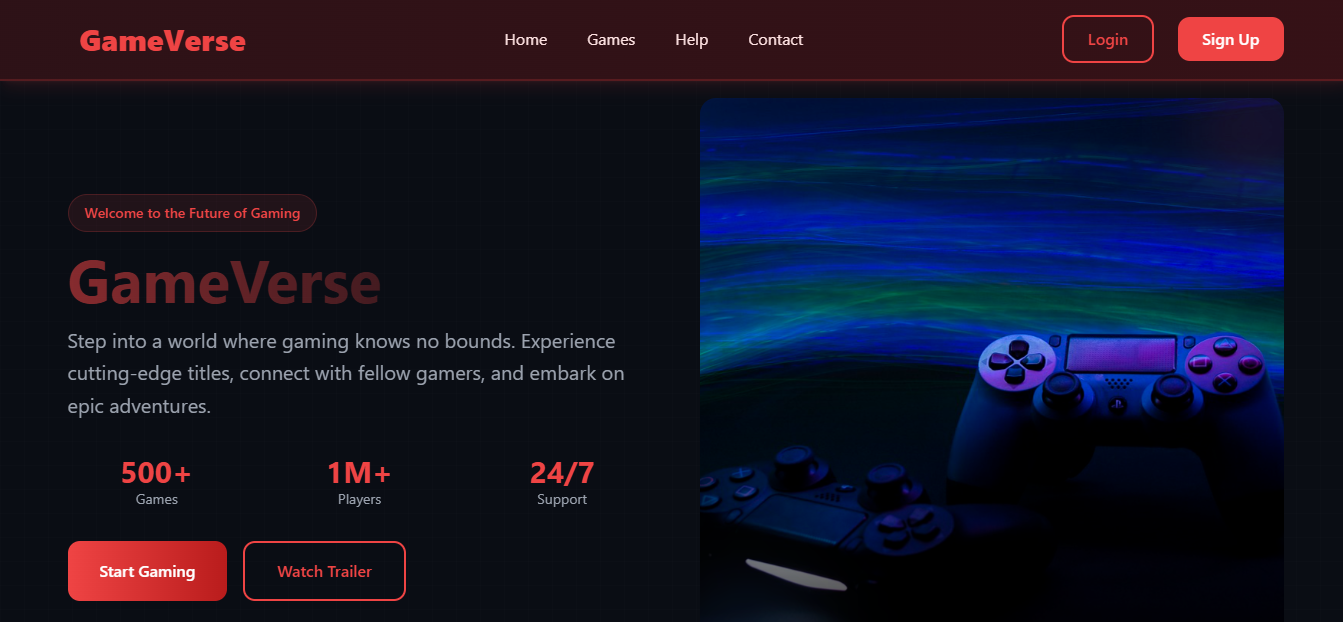 GameVerse
Home
Games
Help
Contact
Login
Sign Up
Welcome to the Future of Gaming
GameVerse
Step into a world where gaming knows no bounds. Experience
cutting-edge titles, connect with fellow gamers, and embark on
epic adventures.
500+
1M+
24/7
Games
Players
Support
Start Gaming
Watch Trailer